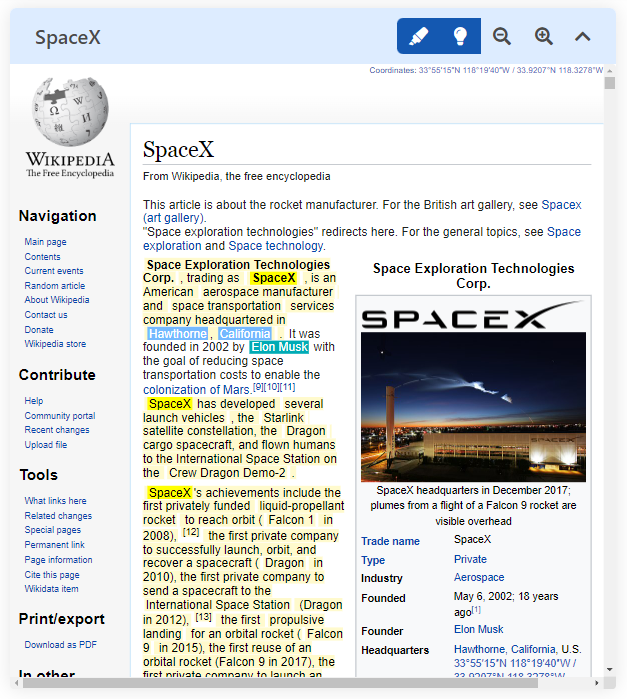 SpaceX
Coordinates: 33°55′15″N 118°19′40″W / 33.9207°N 118.3278°W
WIKIPEDIA
The Free Encyclopedia
Navigation
Main page
Contents
Current events
Random article
About Wikipedia
Contact us
Donate
Wikipedia store
Contribute
Help
Community portal
Recent changes
Upload file
Tools
What links here
Related changes
Special pages
Permanent link
Page information
Cite this page
Wikidata item
Print/export
Download as PDF
In other
SpaceX
From Wikipedia, the free encyclopedia
This article is about the rocket manufacturer. For the British art gallery, see Spacex
(art gallery).
"Space exploration technologies" redirects here. For the general topics, see Space
exploration and Space technology.
Space Exploration Technologies
Corp. , trading as SpaceX , is an
American aerospace manufacturer
and space transportation services
company headquartered in
Hawthorne , California . It was
founded in 2002 by Elon Musk with
the goal of reducing space
transportation costs to enable the
colonization of Mars.[9][10][11]
SpaceX has developed several
launch vehicles , the Starlink
satellite constellation, the Dragon
cargo spacecraft, and flown humans
to the International Space Station on
the Crew Dragon Demo-2 .
SpaceX 's achievements include the
first privately funded liquid-propellant
rocket to reach orbit ( Falcon 1 in
2008), [12] the first private company
to successfully launch, orbit, and
recover a spacecraft ( Dragon in
2010), the first private company to
send a spacecraft to the
International Space Station (Dragon
in 2012), [13] the first propulsive
landing for an orbital rocket ( Falcon
9 in 2015), the first reuse of an
orbital rocket (Falcon 9 in 2017), the
first private company to launch an
Space Exploration Technologies
Corp.
SPACEX
SPACEX
SpaceX headquarters in December 2017;
plumes from a flight of a Falcon 9 rocket are
visible overhead
Trade name SpaceX
Type Private
Industry Aerospace
Founded May 6, 2002; 18 years
ago[1]
Founder Elon Musk
Headquarters Hawthorne, California, U.S.
33°55′15″N 118°19′40″W /
33.9207°N 118.3278°W